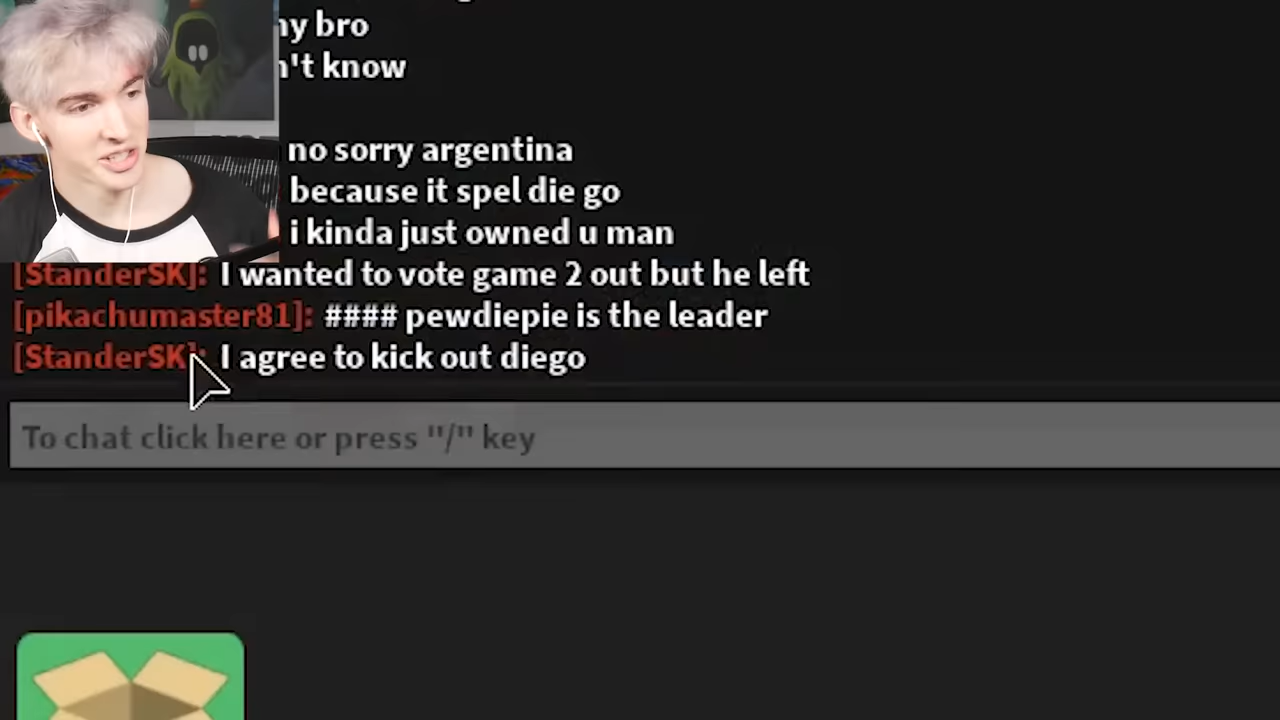 my bro
n't know
no sorry argentina
because it spel die go
i kinda just owned u man
[StanderSK]: I wanted to vote game 2 out but he left
[pikachumaster81]: #### pewdiepie is the leader
[StanderSK]: I agree to kick out diego
To chat click here or press "/" key